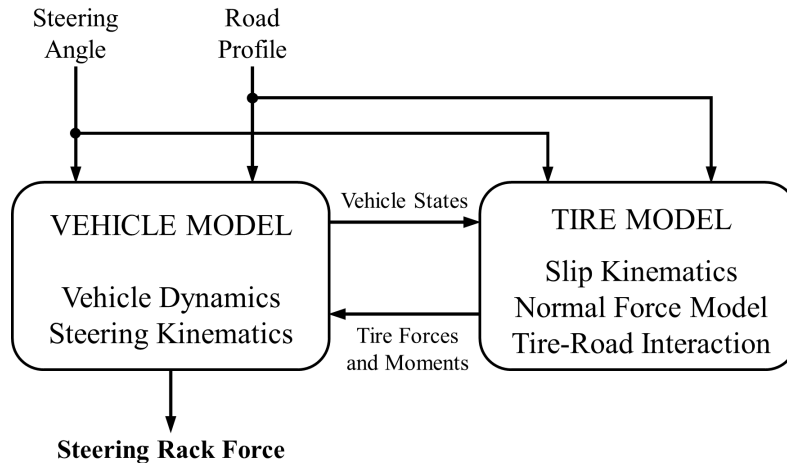 Steering
Angle
Road
Profile
VEHICLE MODEL
Vehicle Dynamics
Steering Kinematics
Vehicle States
Tire Forces
and Moments
TIRE MODEL
Slip Kinematics
Normal Force Model
Tire-Road Interaction
Steering Rack Force